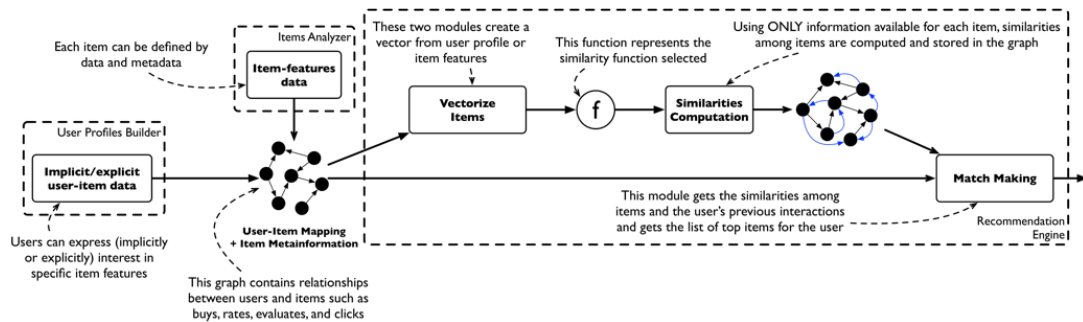 Each item can be defined by
data and metadata
Items Analyzer
Item-features
data
These two modules create a
vector from user profile or
item features
This function represents the
similarity function selected
Using ONLY information available for each item, similarities
among items are computed and stored in the graph
Vectorize
Items
f
Similarities
Computation
User Profiles Builder
Implicit/explicit
user-item data
Match Making
Users can express (implicitly
or explicitly) interest in
specific item features
User-Item Mapping
+ Item Metainformation
This module gets the similarities among
items and the user's previous interactions
and gets the list of top items for the user
Recommendation
Engine
This graph contains relationships
between users and items such as
buys, rates, evaluates, and clicks